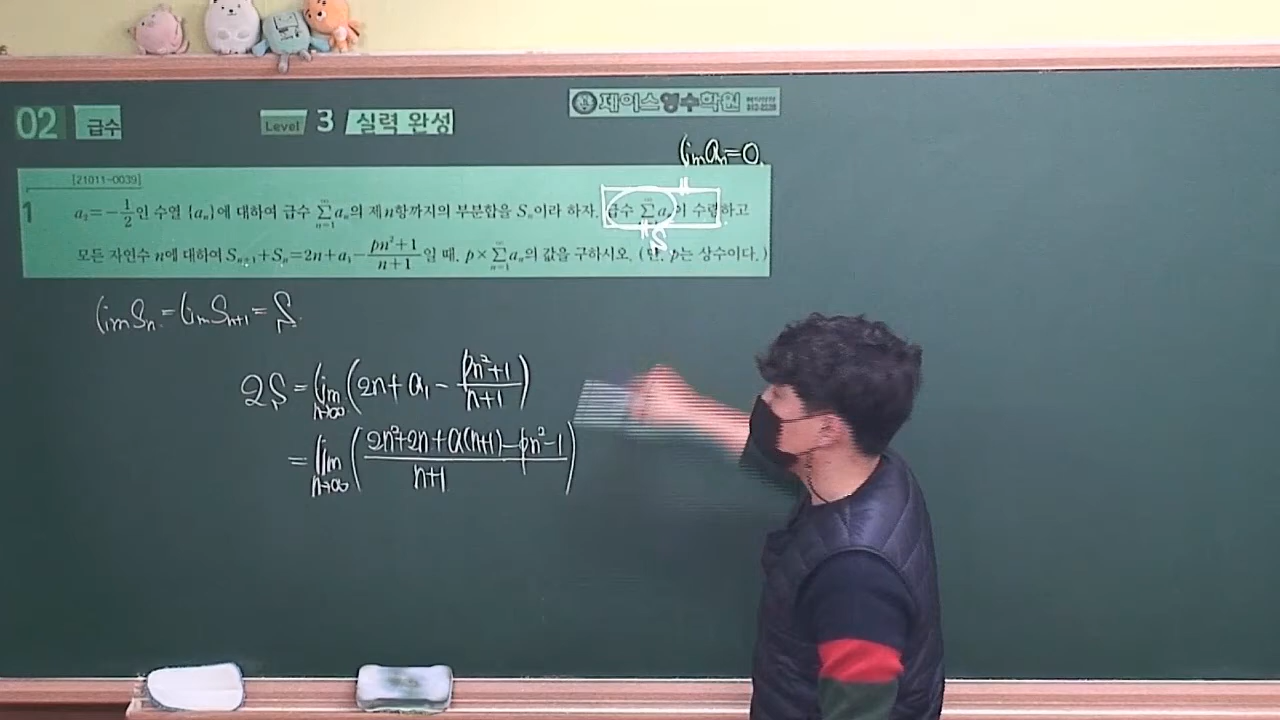 02 급수 Level 3 실력 완성 제이스영수학원
lim aₙ=0.
[21011-0039]
1 a₂=-1/2인 수열 {aₙ}에 대하여 급수 ∑(n=1→∞) aₙ의 제n항까지의 부분합을 Sₙ이라 하자. 급수 ∑(n=1→∞) aₙ이 수렴하고
S
모든 자연수 n에 대하여 Sₙ₊₁+Sₙ=2n+a₁-(pn²+1)/(n+1)일 때, p×∑(n=1→∞) aₙ의 값을 구하시오. (단, p는 상수이다.)
lim Sₙ=lim Sₙ₊₁=S
2S=lim(n→∞)(2n+a₁-(pn²+1)/(n+1))
=lim(n→∞)((2n²+2n+a(n+1)-pn²-1)/(n+1))